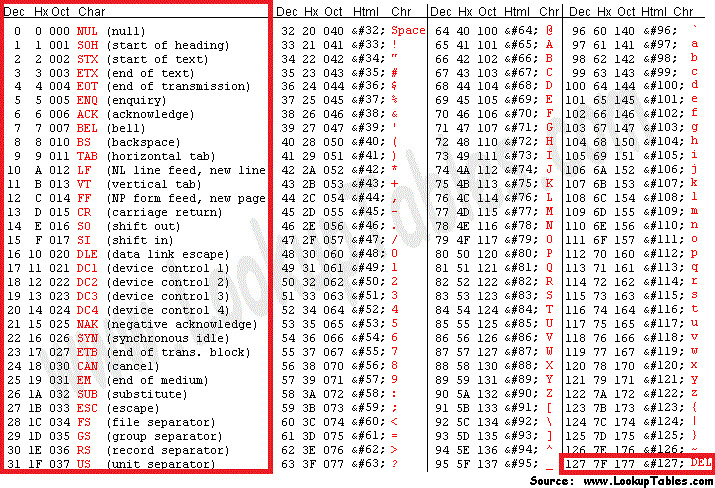 Dec Hx Oct Char Dec Hx Oct Html Chr Dec Hx Oct Html Chr Dec Hx Oct Html Chr
0 0 000 NUL (null) 32 20 040 &#32; Space 64 40 100 &#64; @ 96 60 140 &#96; `
1 1 001 SOH (start of heading) 33 21 041 &#33; ! 65 41 101 &#65; A 97 61 141 &#97; a
2 2 002 STX (start of text) 34 22 042 &#34; " 66 42 102 &#66; B 98 62 142 &#98; b
3 3 003 ETX (end of text) 35 23 043 &#35; # 67 43 103 &#67; C 99 63 143 &#99; c
4 4 004 EOT (end of transmission) 36 24 044 &#36; $ 68 44 104 &#68; D 100 64 144 &#100; d
5 5 005 ENQ (enquiry) 37 25 045 &#37; % 69 45 105 &#69; E 101 65 145 &#101; e
6 6 006 ACK (acknowledge) 38 26 046 &#38; & 70 46 106 &#70; F 102 66 146 &#102; f
7 7 007 BEL (bell) 39 27 047 &#39; ' 71 47 107 &#71; G 103 67 147 &#103; g
8 8 010 BS (backspace) 40 28 050 &#40; ( 72 48 110 &#72; H 104 68 150 &#104; h
9 9 011 TAB (horizontal tab) 41 29 051 &#41; ) 73 49 111 &#73; I 105 69 151 &#105; i
10 A 012 LF (NL line feed, new line 42 2A 052 &#42; * 74 4A 112 &#74; J 106 6A 152 &#106; j
11 B 013 VT (vertical tab) 43 2B 053 &#43; + 75 4B 113 &#75; K 107 6B 153 &#107; k
12 C 014 FF (NP form feed, new page 44 2C 054 &#44; , 76 4C 114 &#76; L 108 6C 154 &#108; l
13 D 015 CR (carriage return) 45 2D 055 &#45; - 77 4D 115 &#77; M 109 6D 155 &#109; m
14 E 016 SO (shift out) 46 2E 056 &#46; . 78 4E 116 &#78; N 110 6E 156 &#110; n
15 F 017 SI (shift in) 47 2F 057 &#47; / 79 4F 117 &#79; O 111 6F 157 &#111; o
16 10 020 DLE (data link escape) 48 30 060 &#48; 0 80 50 120 &#80; P 112 70 160 &#112; p
17 11 021 DC1 (device control 1) 49 31 061 &#49; 1 81 51 121 &#81; Q 113 71 161 &#113; q
18 12 022 DC2 (device control 2) 50 32 062 &#50; 2 82 52 122 &#82; R 114 72 162 &#114; r
19 13 023 DC3 (device control 3) 51 33 063 &#51; 3 83 53 123 &#83; S 115 73 163 &#115; s
20 14 024 DC4 (device control 4) 52 34 064 &#52; 4 84 54 124 &#84; T 116 74 164 &#116; t
21 15 025 NAK (negative acknowledge) 53 35 065 &#53; 5 85 55 125 &#85; U 117 75 165 &#117; u
22 16 026 SYN (synchronous idle) 54 36 066 &#54; 6 86 56 126 &#86; V 118 76 166 &#118; v
23 17 027 ETB (end of trans. block) 55 37 067 &#55; 7 87 57 127 &#87; W 119 77 167 &#119; w
24 18 030 CAN (cancel) 56 38 070 &#56; 8 88 58 130 &#88; X 120 78 170 &#120; x
25 19 031 EM (end of medium) 57 39 071 &#57; 9 89 59 131 &#89; Y 121 79 171 &#121; y
26 1A 032 SUB (substitute) 58 3A 072 &#58; : 90 5A 132 &#90; Z 122 7A 172 &#122; z
27 1B 033 ESC (escape) 59 3B 073 &#59; ; 91 5B 133 &#91; [ 123 7B 173 &#123; {
28 1C 034 FS (file separator) 60 3C 074 &#60; < 92 5C 134 &#92; \ 124 7C 174 &#124; |
29 1D 035 GS (group separator) 61 3D 075 &#61; = 93 5D 135 &#93; ] 125 7D 175 &#125; }
30 1E 036 RS (record separator) 62 3E 076 &#62; > 94 5E 136 &#94; ^ 126 7E 176 &#126; ~
31 1F 037 US (unit separator) 63 3F 077 &#63; ? 95 5F 137 &#95; _ 127 7F 177 &#127; DEL
Source: www.LookupTables.com
www.LookupTables.com